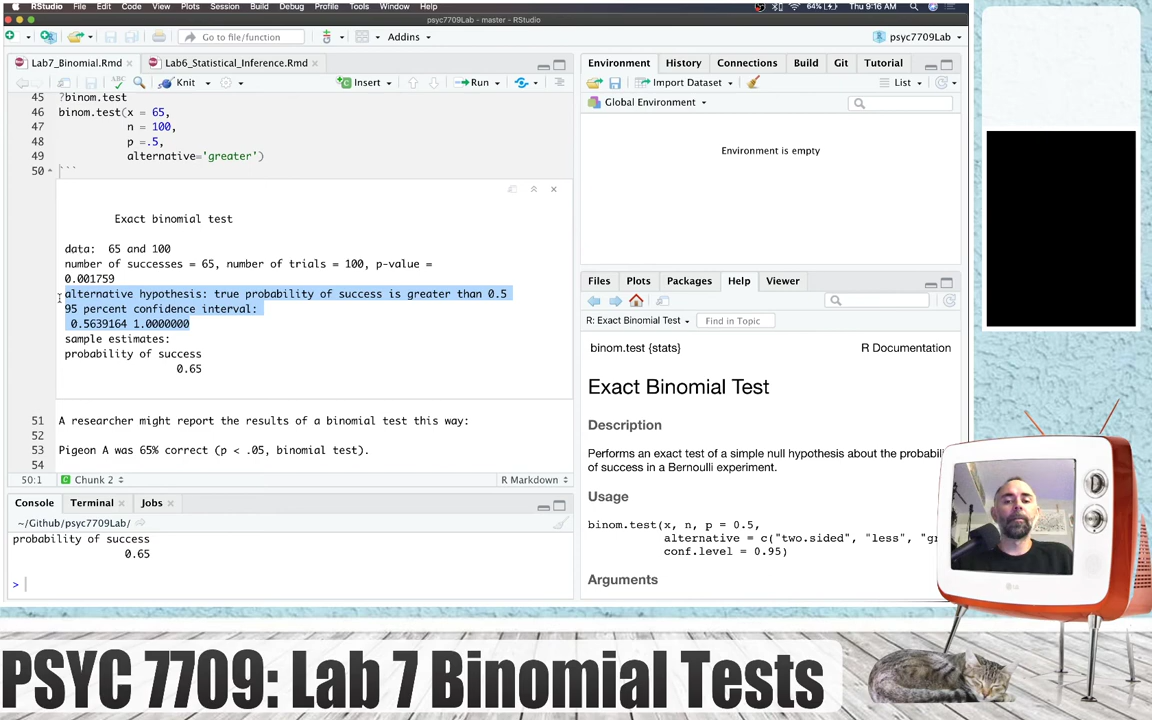 RStudio File Edit Code View Plots Session Build Debug Profile Tools Window Help
64% Thu 9:16 AM
psyc7709Lab - master - RStudio
Go to file/function
Addins
psyc7709Lab
Lab7_Binomial.Rmd
Lab6_Statistical_Inference.Rmd
Knit
Insert
Run
45 ?binom.test
46 binom.test(x = 65,
47 n = 100,
48 p =.5,
49 alternative='greater')
50 ```
Exact binomial test
data: 65 and 100
number of successes = 65, number of trials = 100, p-value =
0.001759
alternative hypothesis: true probability of success is greater than 0.5
95 percent confidence interval:
0.5639164 1.0000000
sample estimates:
probability of success
0.65
51 A researcher might report the results of a binomial test this way:
52
53 Pigeon A was 65% correct (p < .05, binomial test).
54
50:1 Chunk 2 R Markdown
Console Terminal Jobs
~/Github/psyc7709Lab/
probability of success
0.65
>
Environment History Connections Build Git Tutorial
Import Dataset
List
Global Environment
Environment is empty
Files Plots Packages Help Viewer
R: Exact Binomial Test
Find in Topic
binom.test {stats} R Documentation
Exact Binomial Test
Description
Performs an exact test of a simple null hypothesis about the probabili
of success in a Bernoulli experiment.
Usage
binom.test(x, n, p = 0.5,
alternative = c("two.sided", "less", "gr
conf.level = 0.95)
Arguments
LG
PSYC 7709: Lab 7 Binomial Tests